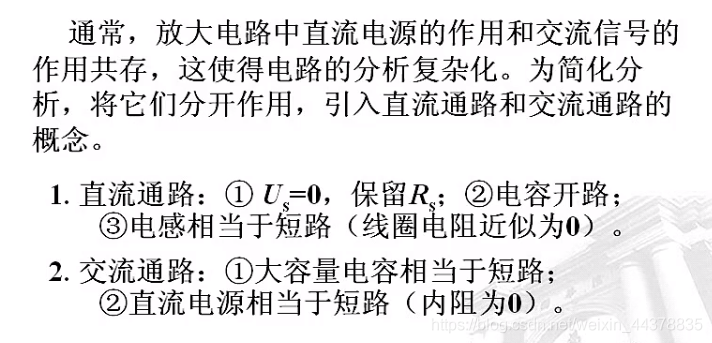 通常，放大电路中直流电源的作用和交流信号的
作用共存，这使得电路的分析复杂化。为简化分
析，将它们分开作用，引入直流通路和交流通路的
概念。
1. 直流通路：① Us=0，保留Rs；②电容开路；
③电感相当于短路（线圈电阻近似为0）。
2. 交流通路：①大容量电容相当于短路；
②直流电源相当于短路（内阻为0）。
https://blog.csdn.net/weixin_44378835